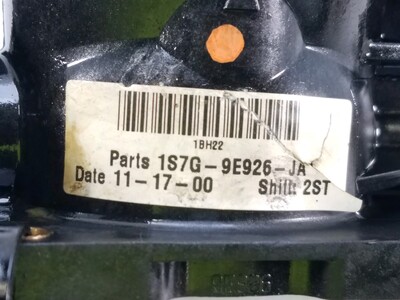 1BH22
Parts 1S7G-9E926-JA
Date 11-17-00 Shift 2ST